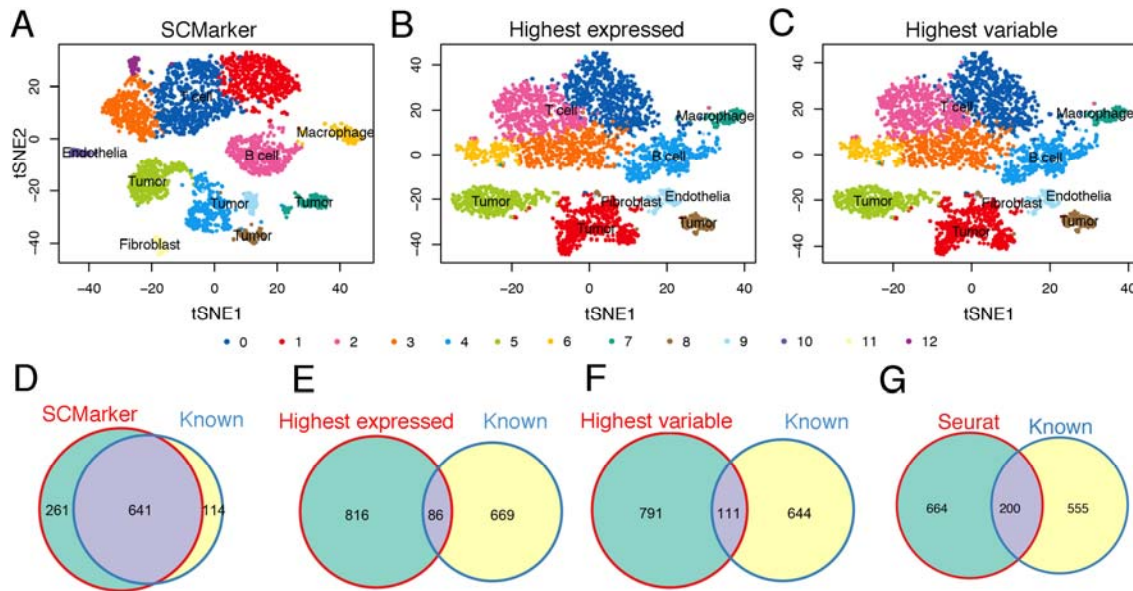 A
SCMarker
B
Highest expressed
C
Highest variable
tSNE2
20
0
−20
−40
T cell
Macrophage
B cell
Endothelia
Tumor
Tumor
Tumor
Fibroblast
Tumor
−40
−20
0
20
40
tSNE1
40
20
0
−20
−40
T cell
Macrophage
B cell
Tumor
Fibroblast
Endothelia
Tumor
Tumor
−20
0
20
40
tSNE1
40
20
0
−20
−40
T cell
Macrophage
B cell
Tumor
Fibroblast
Endothelia
Tumor
Tumor
−20
0
20
40
tSNE1
0 1 2 3 4 5 6 7 8 9 10 11 12
D
SCMarker
Known
261
641
114
E
Highest expressed
Known
816
86
669
F
Highest variable
Known
791
111
644
G
Seurat
Known
664
200
555